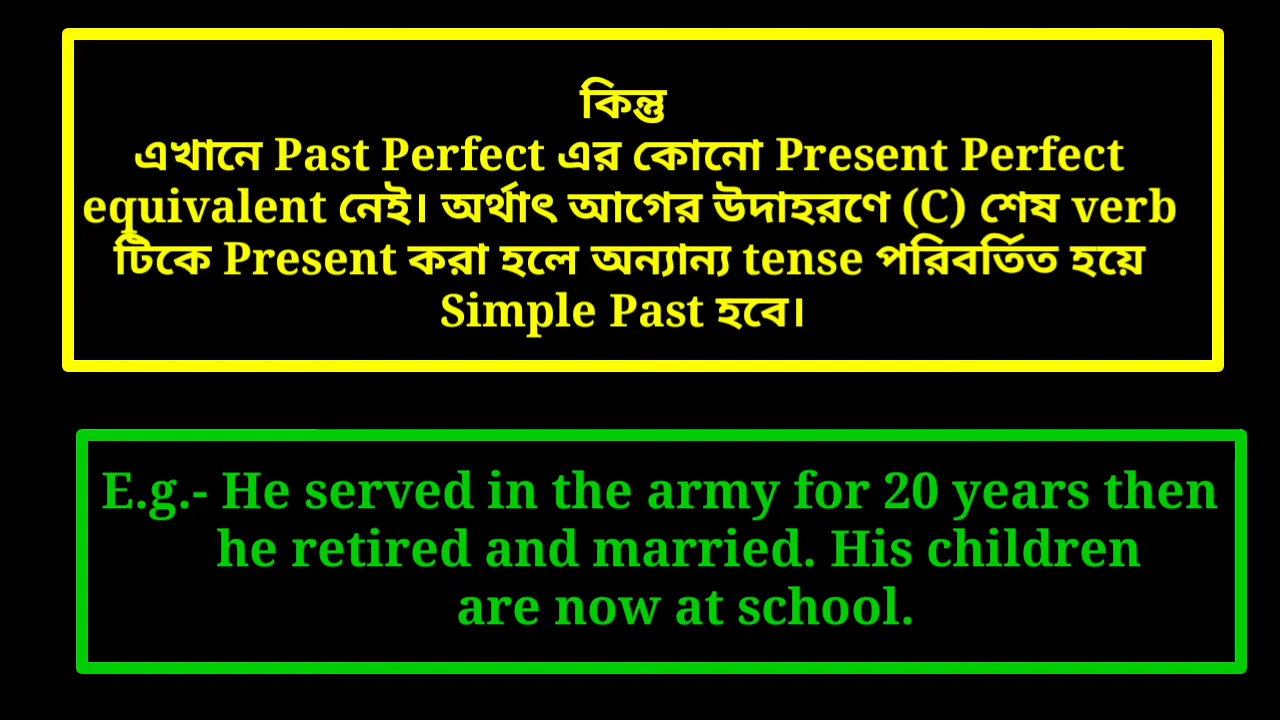 কিন্তু
এখানে Past Perfect এর কোনো Present Perfect
equivalent নেই। অর্থাৎ আগের উদাহরণে (C) শেষ verb
টিকে Present করা হলে অন্যান্য tense পরিবর্তিত হয়ে
Simple Past হবে।
E.g.- He served in the army for 20 years then
he retired and married. His children
are now at school.